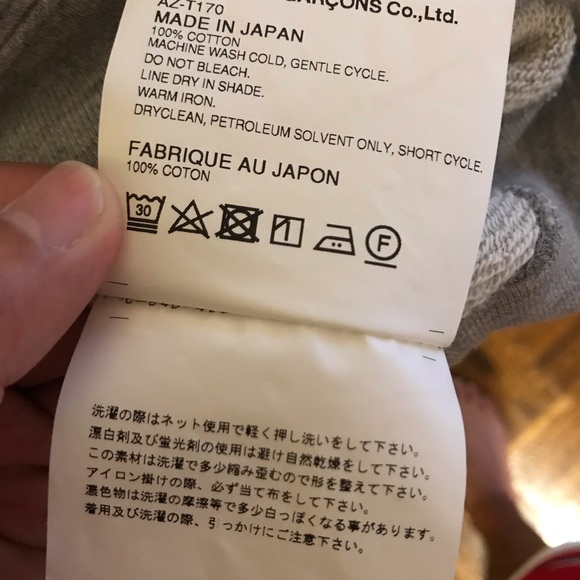 GARÇONS Co.,Ltd.
AZ-T170
MADE IN JAPAN
100% COTTON
MACHINE WASH COLD, GENTLE CYCLE.
DO NOT BLEACH.
LINE DRY IN SHADE.
WARM IRON.
DRYCLEAN, PETROLEUM SOLVENT ONLY, SHORT CYCLE.
FABRIQUE AU JAPON
100% COTON
30 F
洗濯の際はネット使用で軽く押し洗いをして下さい。
漂白剤及び蛍光剤の使用は避け自然乾燥をして下さい。
この素材は洗濯で多少縮み歪むので形を整えて下さい。
アイロン掛けの際、必ず当て布をして下さい。
濃色物は洗濯の摩擦等で多少白っぽくなる事があります。
着用及び洗濯の際、引っかけにご注意下さい。